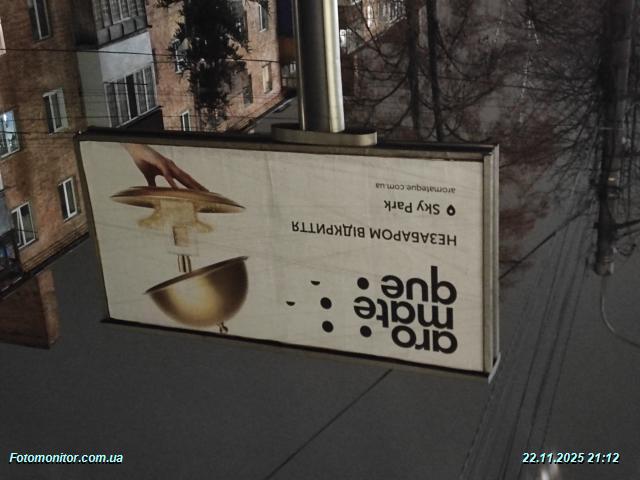 aro
mate
que
НЕЗАБАРОМ ВІДКРИТТЯ
Sky Park
aromateque.com.ua
Fotomonitor.com.ua
22.11.2025 21:12